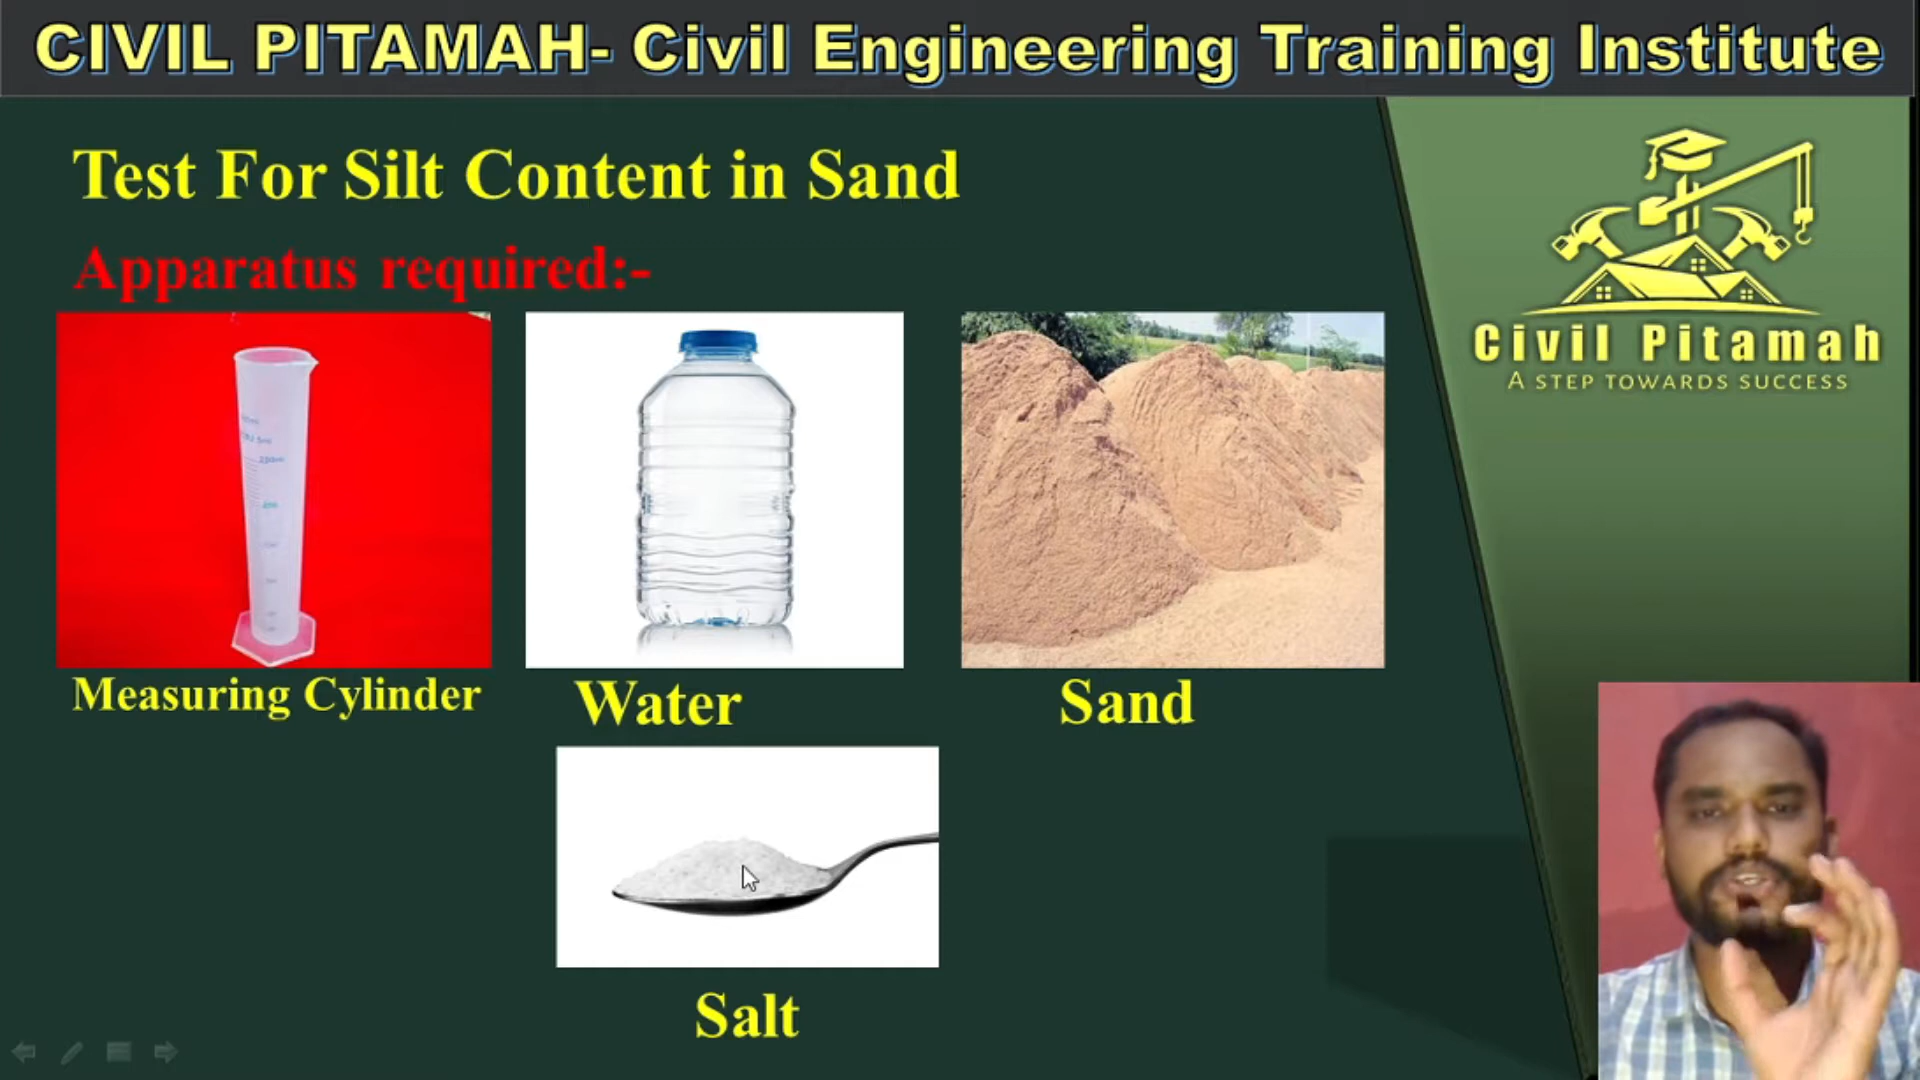 CIVIL PITAMAH- Civil Engineering Training Institute
Test For Silt Content in Sand
Apparatus required:-
Measuring Cylinder
Water
Sand
Salt
Civil Pitamah
A STEP TOWARDS SUCCESS